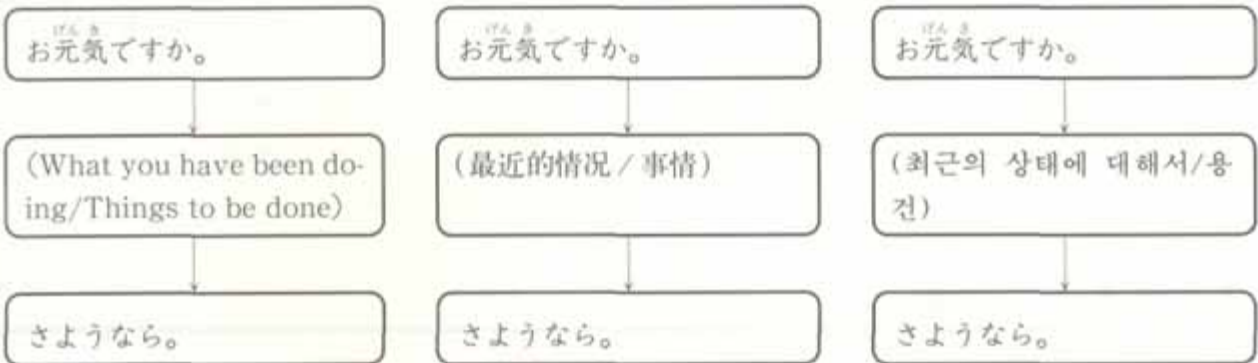 お元気ですか。
(What you have been do-
ing/Things to be done)
さようなら。
お元気ですか。
(最近的情况/事情)
さようなら。
お元気ですか。
(최근의 상태에 대해서/용
건)
さようなら。